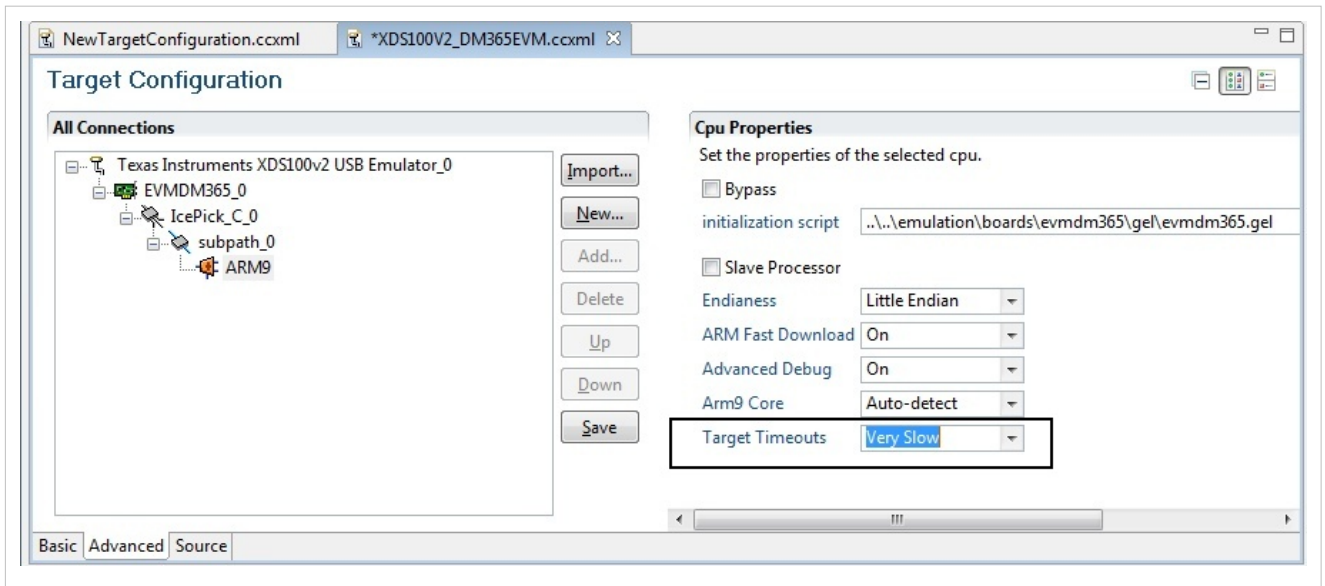 NewTargetConfiguration.ccxml
*XDS100V2_DM365EVM.ccxml
Target Configuration
All Connections
Texas Instruments XDS100v2 USB Emulator_0
EVMDM365_0
IcePick_C_0
subpath_0
ARM9
Import...
New...
Add...
Delete
Up
Down
Save
Cpu Properties
Set the properties of the selected cpu.
Bypass
initialization script ..\..\emulation\boards\evmdm365\gel\evmdm365.gel
Slave Processor
Endianess Little Endian
ARM Fast Download On
Advanced Debug On
Arm9 Core Auto-detect
Target Timeouts Very Slow
Basic Advanced Source